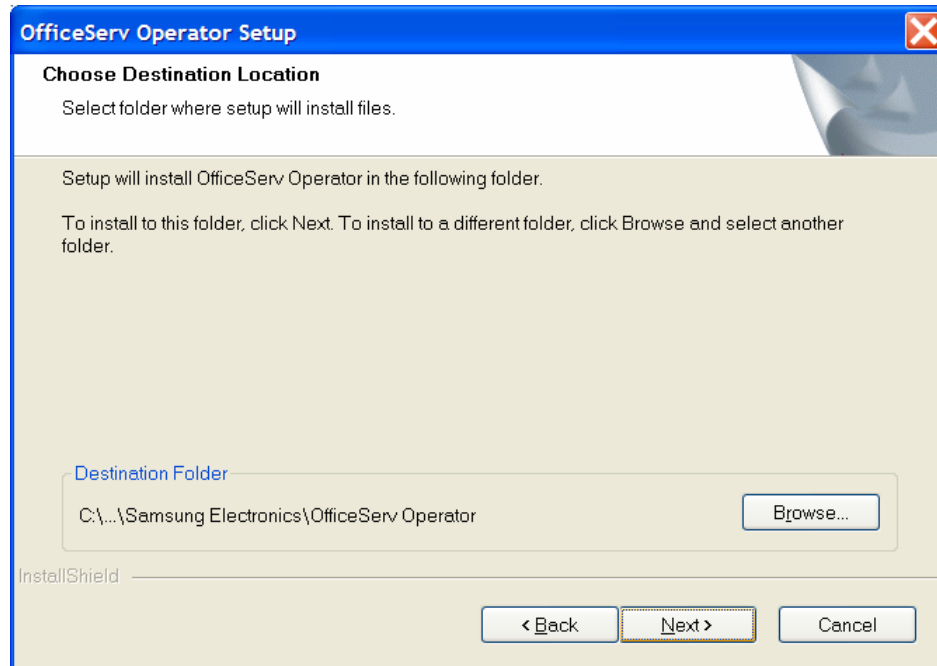 OfficeServ Operator Setup
Choose Destination Location
Select folder where setup will install files.
Setup will install OfficeServ Operator in the following folder.
To install to this folder, click Next. To install to a different folder, click Browse and select another
folder.
Destination Folder
C:\...\Samsung Electronics\OfficeServ Operator
Browse...
InstallShield
< Back
Next >
Cancel